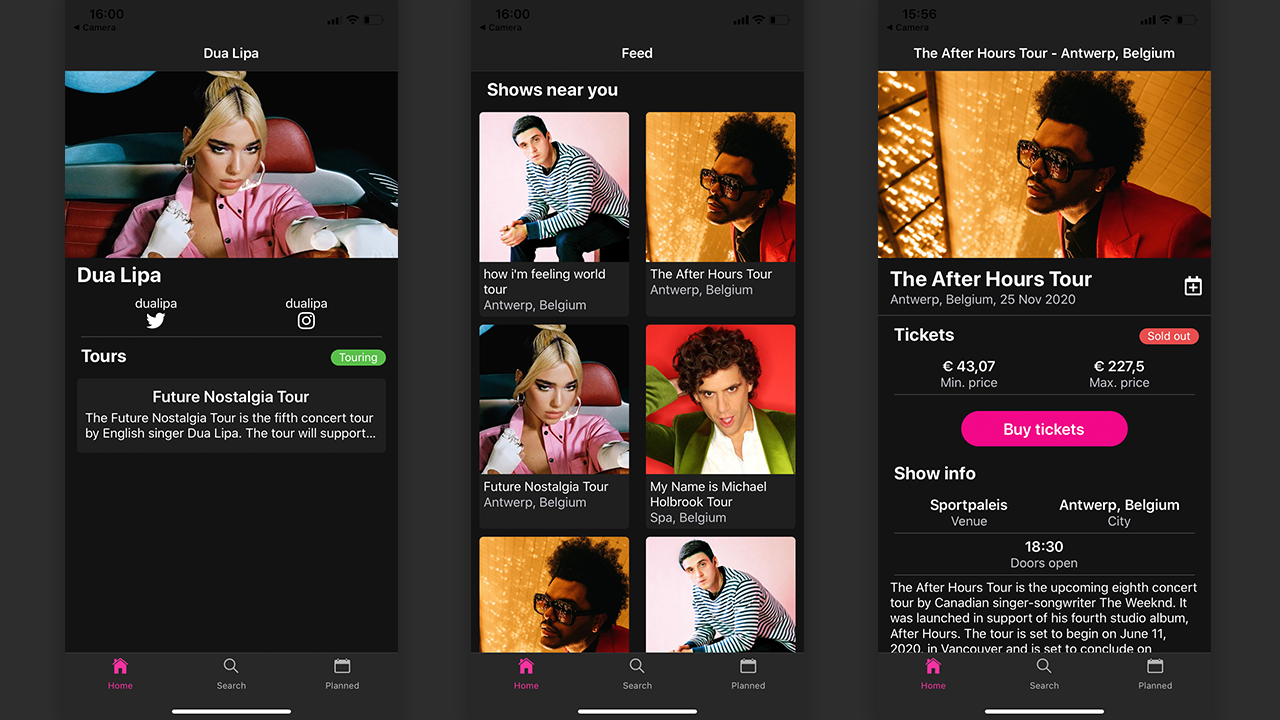 16:00
◀ Camera
Dua Lipa
Dua Lipa
dualipa
dualipa
Tours
Touring
Future Nostalgia Tour
The Future Nostalgia Tour is the fifth concert tour
by English singer Dua Lipa. The tour will support...
Home
Search
Planned
16:00
◀ Camera
Feed
Shows near you
how i'm feeling world
tour
Antwerp, Belgium
The After Hours Tour
Antwerp, Belgium
Future Nostalgia Tour
Antwerp, Belgium
My Name is Michael
Holbrook Tour
Spa, Belgium
Home
Search
Planned
15:56
◀ Camera
The After Hours Tour - Antwerp, Belgium
The After Hours Tour
Antwerp, Belgium, 25 Nov 2020
Tickets
Sold out
€ 43,07
Min. price
€ 227,5
Max. price
Buy tickets
Show info
Sportpaleis
Venue
Antwerp, Belgium
City
18:30
Doors open
The After Hours Tour is the upcoming eighth concert
tour by Canadian singer-songwriter The Weeknd. It
was launched in support of his fourth studio album,
After Hours. The tour is set to begin on June 11,
2020, in Vancouver and is set to conclude on
Home
Search
Planned